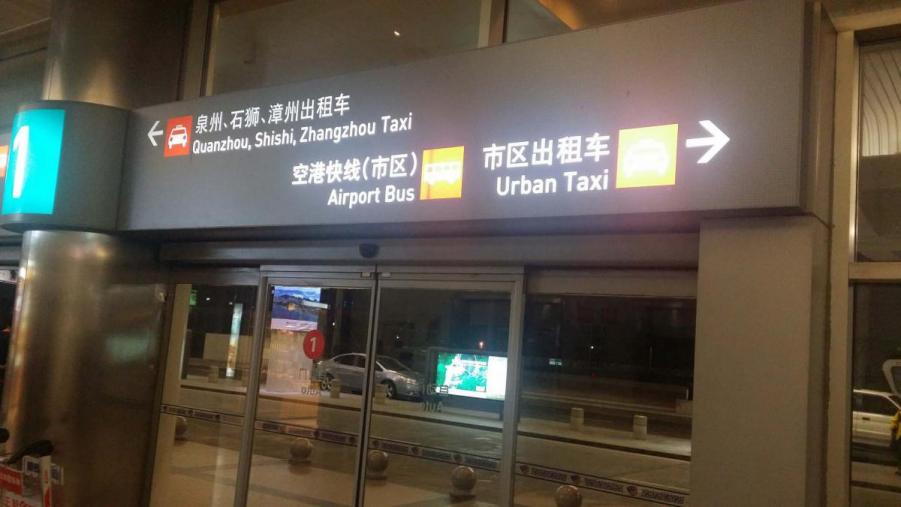 1
泉州、石狮、漳州出租车
Quanzhou, Shishi, Zhangzhou Taxi
空港快线(市区)
Airport Bus
市区出租车
Urban Taxi
1